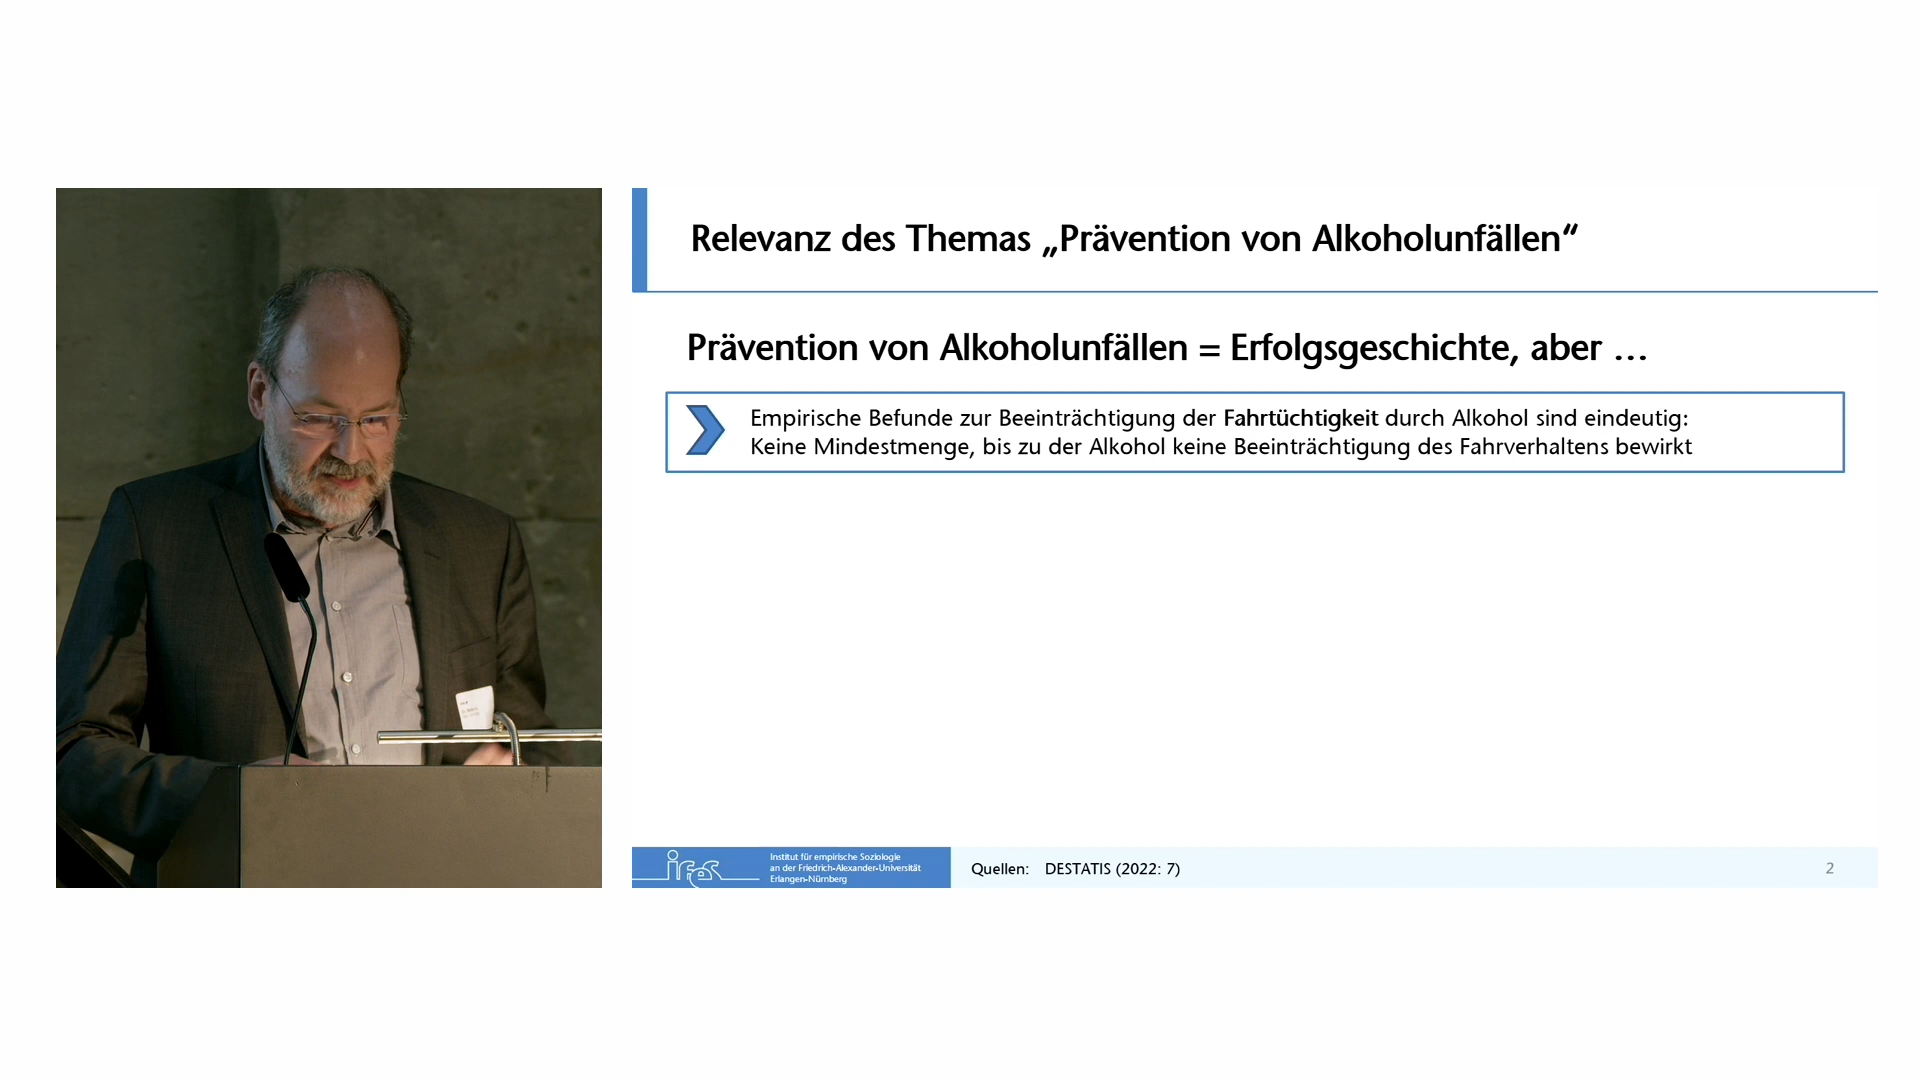 Relevanz des Themas „Prävention von Alkoholunfällen“
Prävention von Alkoholunfällen = Erfolgsgeschichte, aber …
Empirische Befunde zur Beeinträchtigung der Fahrtüchtigkeit durch Alkohol sind eindeutig:
Keine Mindestmenge, bis zu der Alkohol keine Beeinträchtigung des Fahrverhaltens bewirkt
ifes
Institut für empirische Soziologie
an der Friedrich-Alexander-Universität
Erlangen-Nürnberg
Quellen: DESTATIS (2022: 7)
2